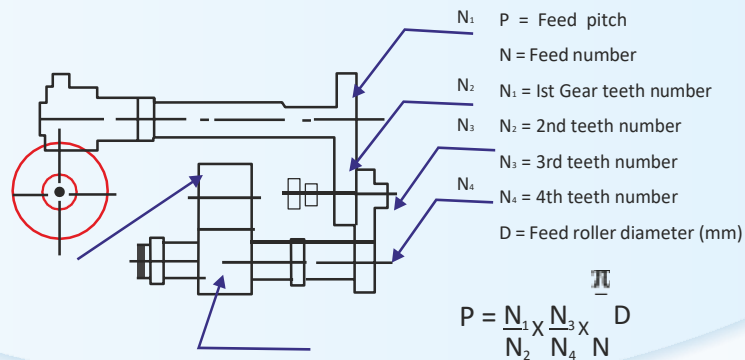 N₁ P = Feed pitch
N = Feed number
N₂ N₁ = Ist Gear teeth number
N₃ N₂ = 2nd teeth number
N₃ = 3rd teeth number
N₄ N₄ = 4th teeth number
D = Feed roller diameter (mm)
P = N₁/N₂ x N₃/N₄ x π/N D